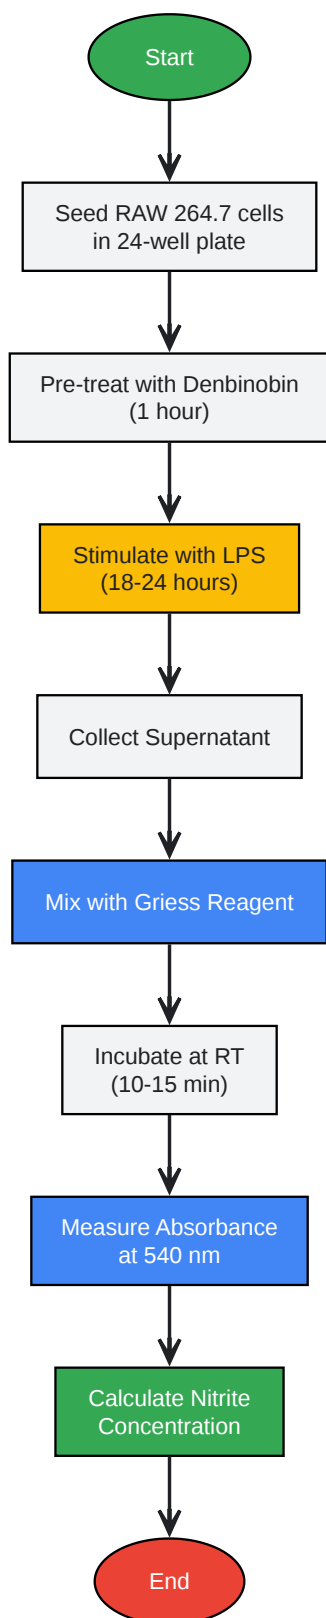 Start
Seed RAW 264.7 cells
in 24-well plate
Pre-treat with Denbinobin
(1 hour)
Stimulate with LPS
(18-24 hours)
Collect Supernatant
Mix with Griess Reagent
Incubate at RT
(10-15 min)
Measure Absorbance
at 540 nm
Calculate Nitrite
Concentration
End